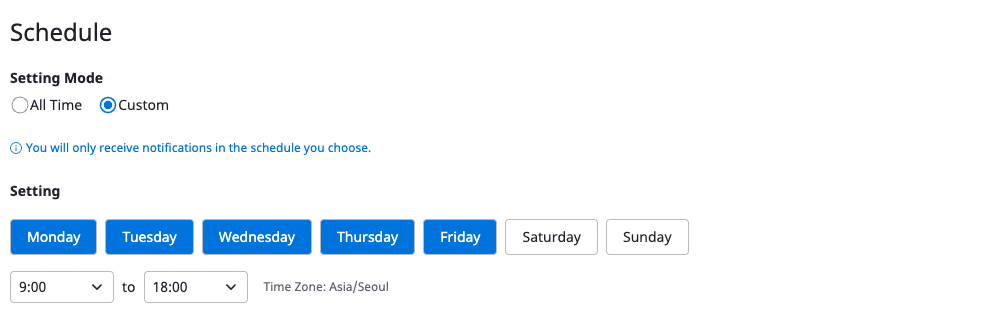 Schedule
Setting Mode
All Time Custom
You will only receive notifications in the schedule you choose.
Setting
Monday Tuesday Wednesday Thursday Friday Saturday Sunday
9:00 to 18:00 Time Zone: Asia/Seoul